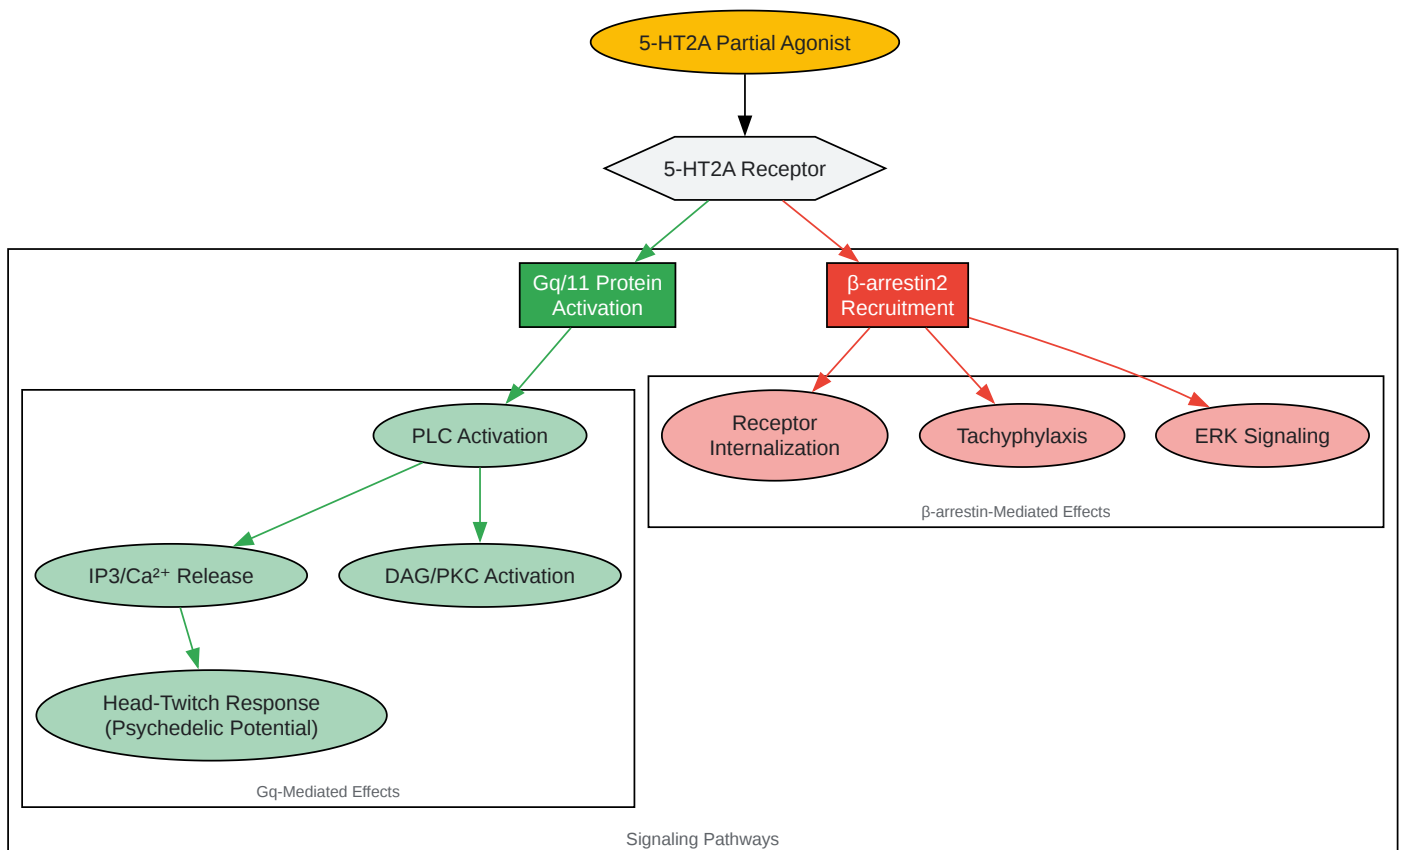 5-HT2A Partial Agonist
5-HT2A Receptor
Gq/11 Protein
Activation
β-arrestin2
Recruitment
PLC Activation
Receptor
Internalization
Tachyphylaxis
ERK Signaling
β-arrestin-Mediated Effects
IP3/Ca²⁺ Release
DAG/PKC Activation
Head-Twitch Response
(Psychedelic Potential)
Gq-Mediated Effects
Signaling Pathways